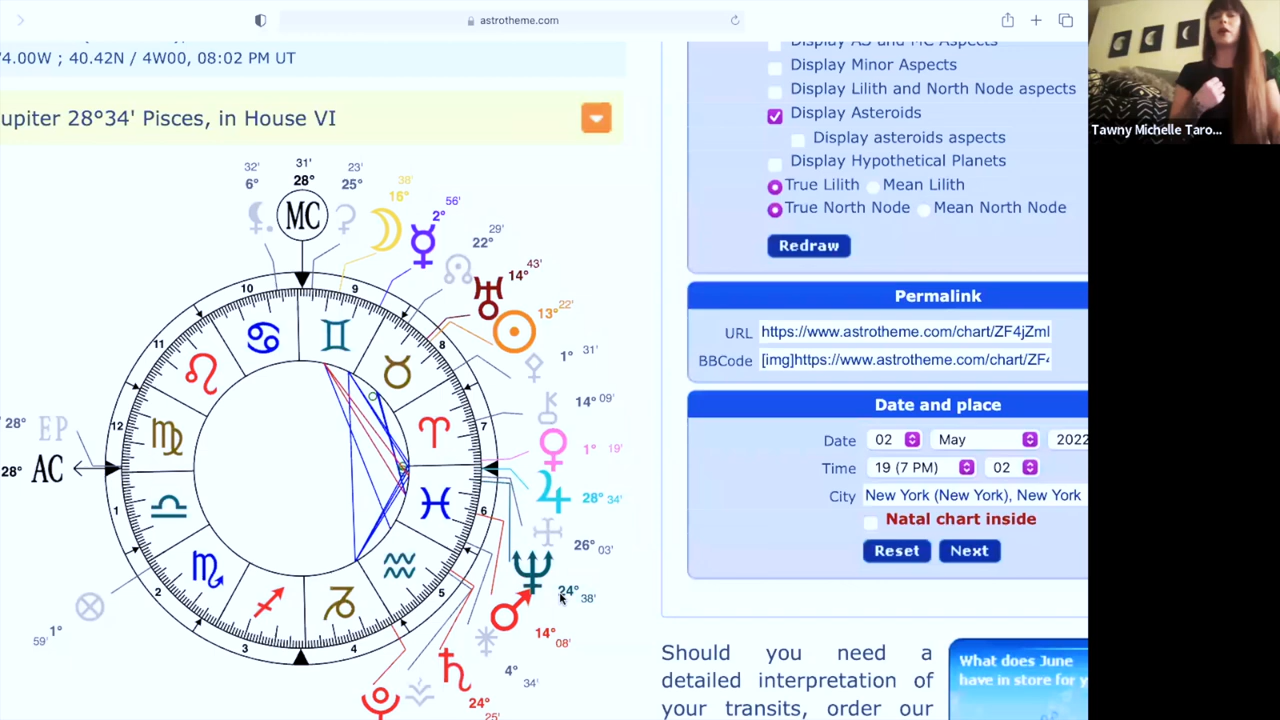 astrotheme.com
74.00W ; 40.42N / 4W00, 08:02 PM UT
upiter 28°34' Pisces, in House VI
32'
6°
31'
28°
23'
25°
MC
38'
16°
56'
2°
29'
22°
43'
14°
13° 22'
1° 31'
14° 09'
1° 19'
28° 34'
26° 03'
24° 38'
14° 08'
4° 34'
24° 25'
59' 1°
28° EP
28° AC
10
9
11
8
12
7
1
6
2
5
3
4
Display AS and MC Aspects
Display Minor Aspects
Display Lilith and North Node aspects
Display Asteroids
Display asteroids aspects
Display Hypothetical Planets
True Lilith Mean Lilith
True North Node Mean North Node
Redraw
Permalink
URL https://www.astrotheme.com/chart/ZF4jZml
BBCode [img]https://www.astrotheme.com/chart/ZF4
Date and place
Date 02 May 2022
Time 19 (7 PM) 02
City New York (New York), New York
Natal chart inside
Reset Next
Should you need a
detailed interpretation of
your transits, order our
What does June
have in store for y
Tawny Michelle Taro...